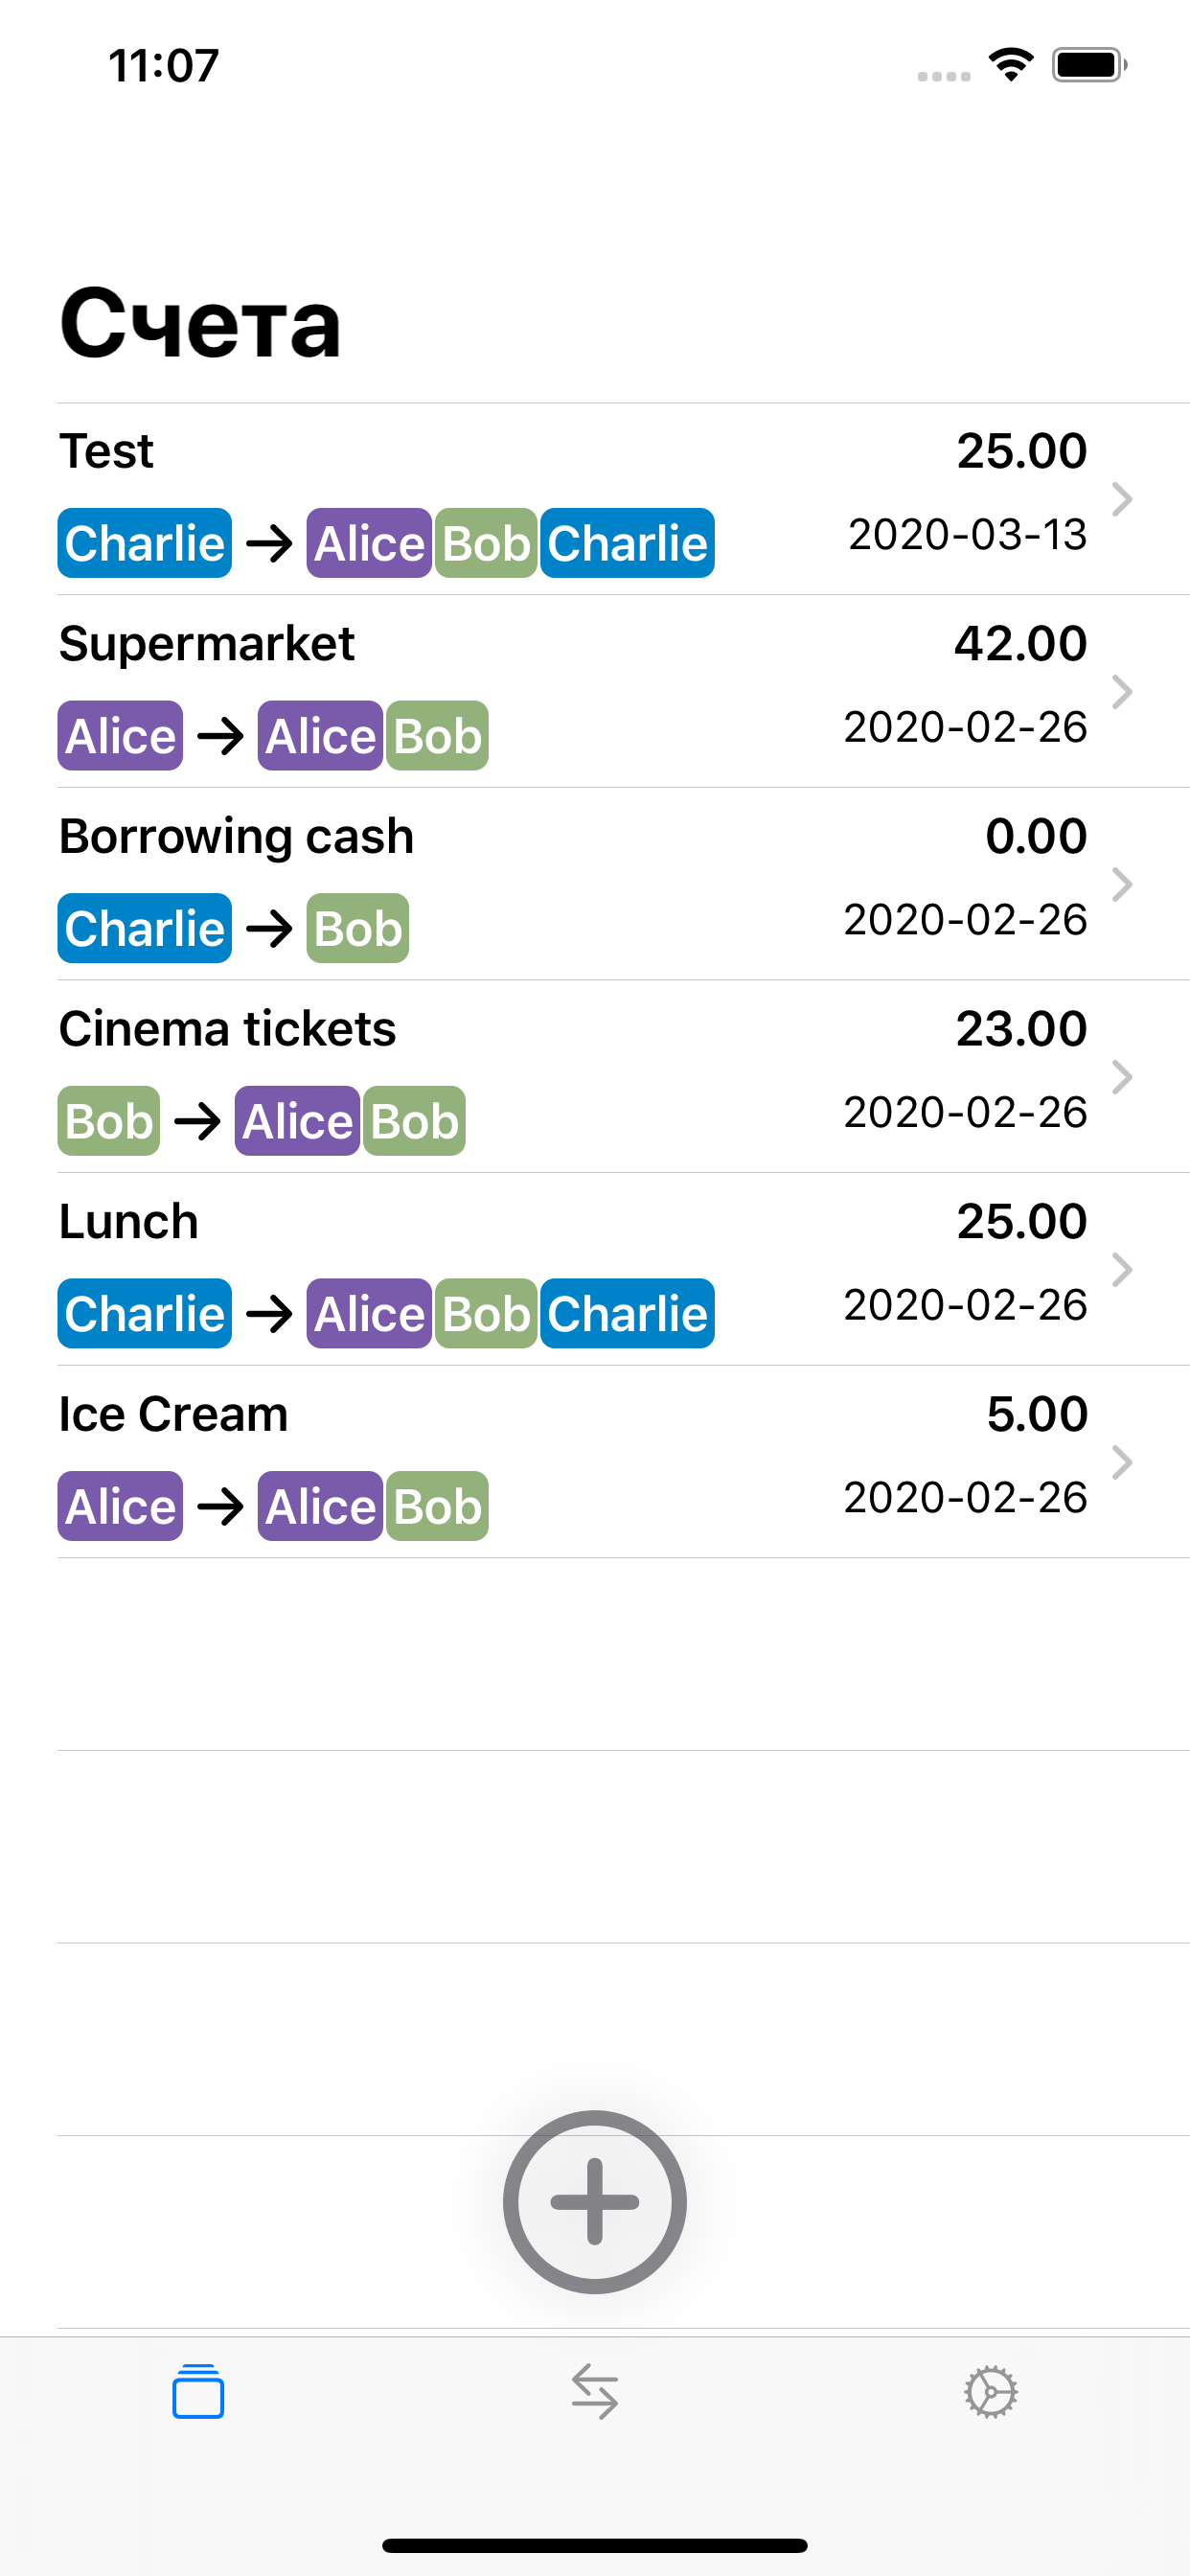 11:07
Счета
Test 25.00
Charlie → Alice Bob Charlie 2020-03-13
Supermarket 42.00
Alice → Alice Bob 2020-02-26
Borrowing cash 0.00
Charlie → Bob 2020-02-26
Cinema tickets 23.00
Bob → Alice Bob 2020-02-26
Lunch 25.00
Charlie → Alice Bob Charlie 2020-02-26
Ice Cream 5.00
Alice → Alice Bob 2020-02-26